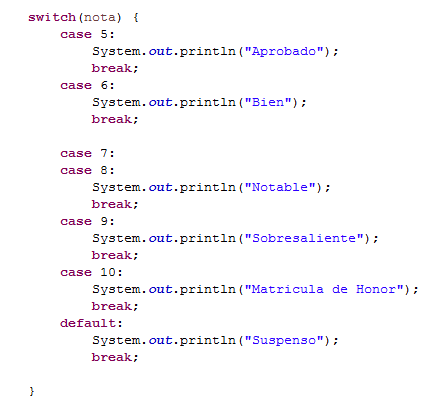 switch(nota) {
case 5:
System.out.println("Aprobado");
break;
case 6:
System.out.println("Bien");
break;
case 7:
case 8:
System.out.println("Notable");
break;
case 9:
System.out.println("Sobresaliente");
break;
case 10:
System.out.println("Matricula de Honor");
break;
default:
System.out.println("Suspenso");
break;
}